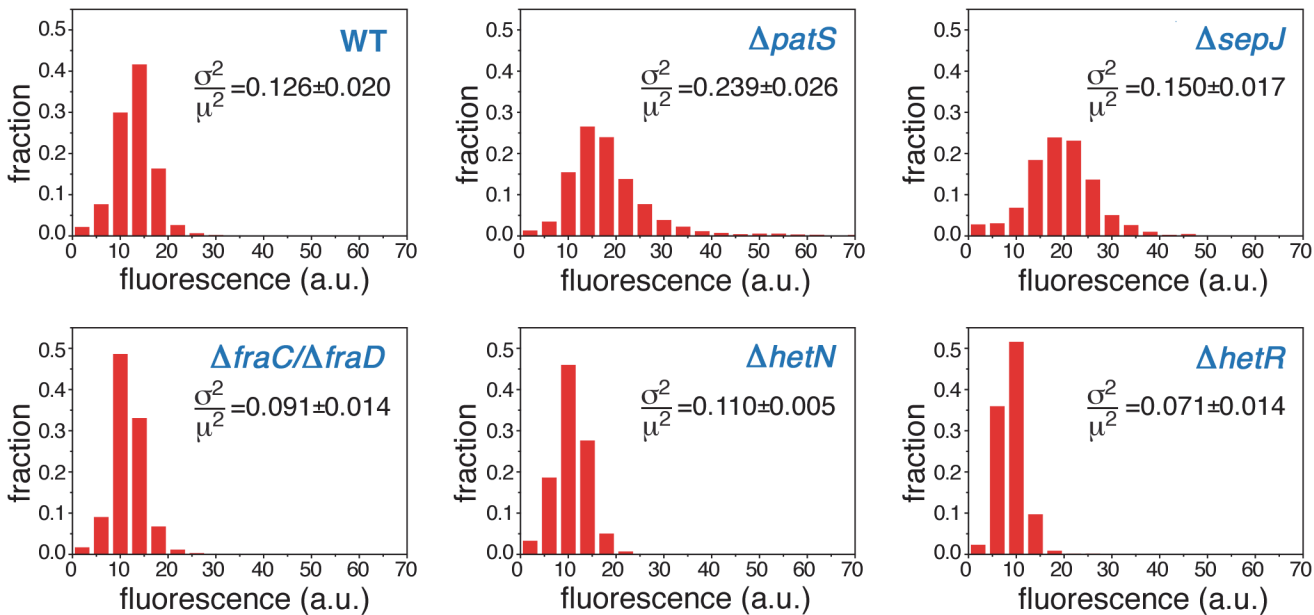 WT
σ²/μ² =0.126±0.020
fraction
0.5
0.4
0.3
0.2
0.1
0.0
0 10 20 30 40 50 60 70
fluorescence (a.u.)
ΔpatS
σ²/μ² =0.239±0.026
fraction
0.5
0.4
0.3
0.2
0.1
0.0
0 10 20 30 40 50 60 70
fluorescence (a.u.)
ΔsepJ
σ²/μ² =0.150±0.017
fraction
0.5
0.4
0.3
0.2
0.1
0.0
0 10 20 30 40 50 60 70
fluorescence (a.u.)
ΔfraC/ΔfraD
σ²/μ² =0.091±0.014
fraction
0.5
0.4
0.3
0.2
0.1
0.0
0 10 20 30 40 50 60 70
fluorescence (a.u.)
ΔhetN
σ²/μ² =0.110±0.005
fraction
0.5
0.4
0.3
0.2
0.1
0.0
0 10 20 30 40 50 60 70
fluorescence (a.u.)
ΔhetR
σ²/μ² =0.071±0.014
fraction
0.5
0.4
0.3
0.2
0.1
0.0
0 10 20 30 40 50 60 70
fluorescence (a.u.)